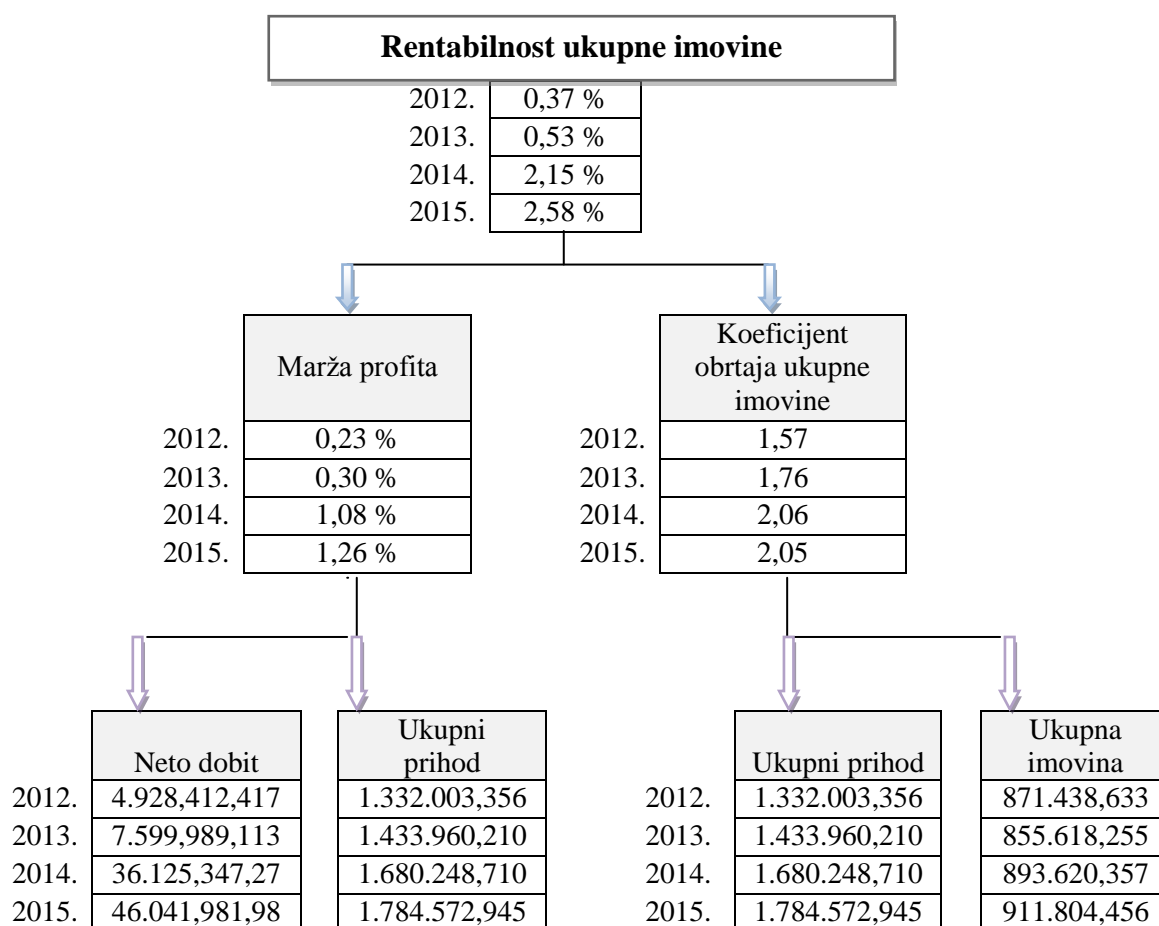 Rentabilnost ukupne imovine
2012. 0,37 %
2013. 0,53 %
2014. 2,15 %
2015. 2,58 %
Marža profita
2012. 0,23 %
2013. 0,30 %
2014. 1,08 %
2015. 1,26 %
Koeficijent
obrtaja ukupne
imovine
2012. 1,57
2013. 1,76
2014. 2,06
2015. 2,05
Neto dobit
Ukupni
prihod
2012. 4.928,412,417 1.332.003,356
2013. 7.599,989,113 1.433.960,210
2014. 36.125,347,27 1.680.248,710
2015. 46.041,981,98 1.784.572,945
Ukupni prihod
Ukupna
imovina
2012. 1.332.003,356 871.438,633
2013. 1.433.960,210 855.618,255
2014. 1.680.248,710 893.620,357
2015. 1.784.572,945 911.804,456